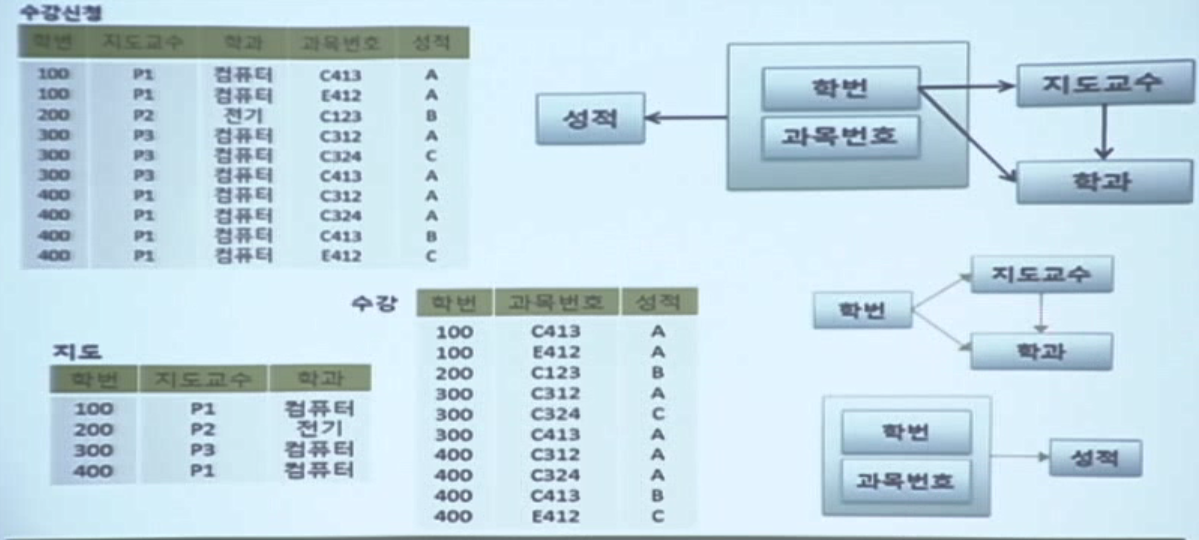 수강신청
학번 지도교수 학과 과목번호 성적
100 P1 컴퓨터 C413 A
100 P1 컴퓨터 E412 A
200 P2 전기 C123 B
300 P3 컴퓨터 C312 A
300 P3 컴퓨터 C324 C
300 P3 컴퓨터 C413 A
400 P1 컴퓨터 C312 A
400 P1 컴퓨터 C324 A
400 P1 컴퓨터 C413 B
400 P1 컴퓨터 E412 C
성적
학번
과목번호
지도교수
학과
지도
학번 지도교수 학과
100 P1 컴퓨터
200 P2 전기
300 P3 컴퓨터
400 P1 컴퓨터
수강
학번 과목번호 성적
100 C413 A
100 E412 A
200 C123 B
300 C312 A
300 C324 C
300 C413 A
400 C312 A
400 C324 A
400 C413 B
400 E412 C
학번
지도교수
학과
학번
과목번호
성적